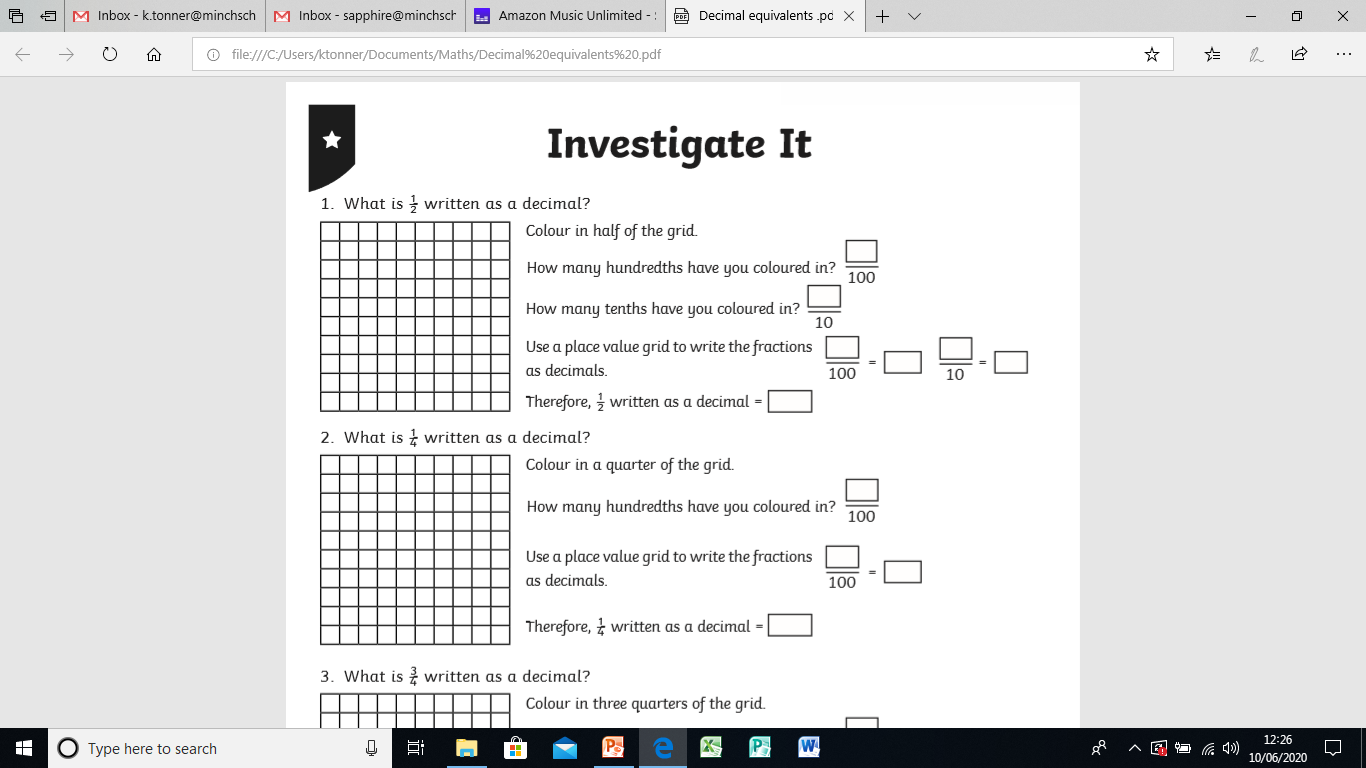 Inbox - k.tonner@minchsch
Inbox - sapphire@minchsch
Amazon Music Unlimited -
PDF
Decimal equivalents .pd
file:///C:/Users/ktonner/Documents/Maths/Decimal%20equivalents%20.pdf
Investigate It
1. What is 1/2 written as a decimal?
Colour in half of the grid.
How many hundredths have you coloured in? /100
How many tenths have you coloured in? /10
Use a place value grid to write the fractions
as decimals.
/100 = /10 =
Therefore, 1/2 written as a decimal =
2. What is 1/4 written as a decimal?
Colour in a quarter of the grid.
How many hundredths have you coloured in? /100
Use a place value grid to write the fractions
as decimals.
/100 =
Therefore, 1/4 written as a decimal =
3. What is 3/4 written as a decimal?
Colour in three quarters of the grid.
Type here to search
12:26
10/06/2020